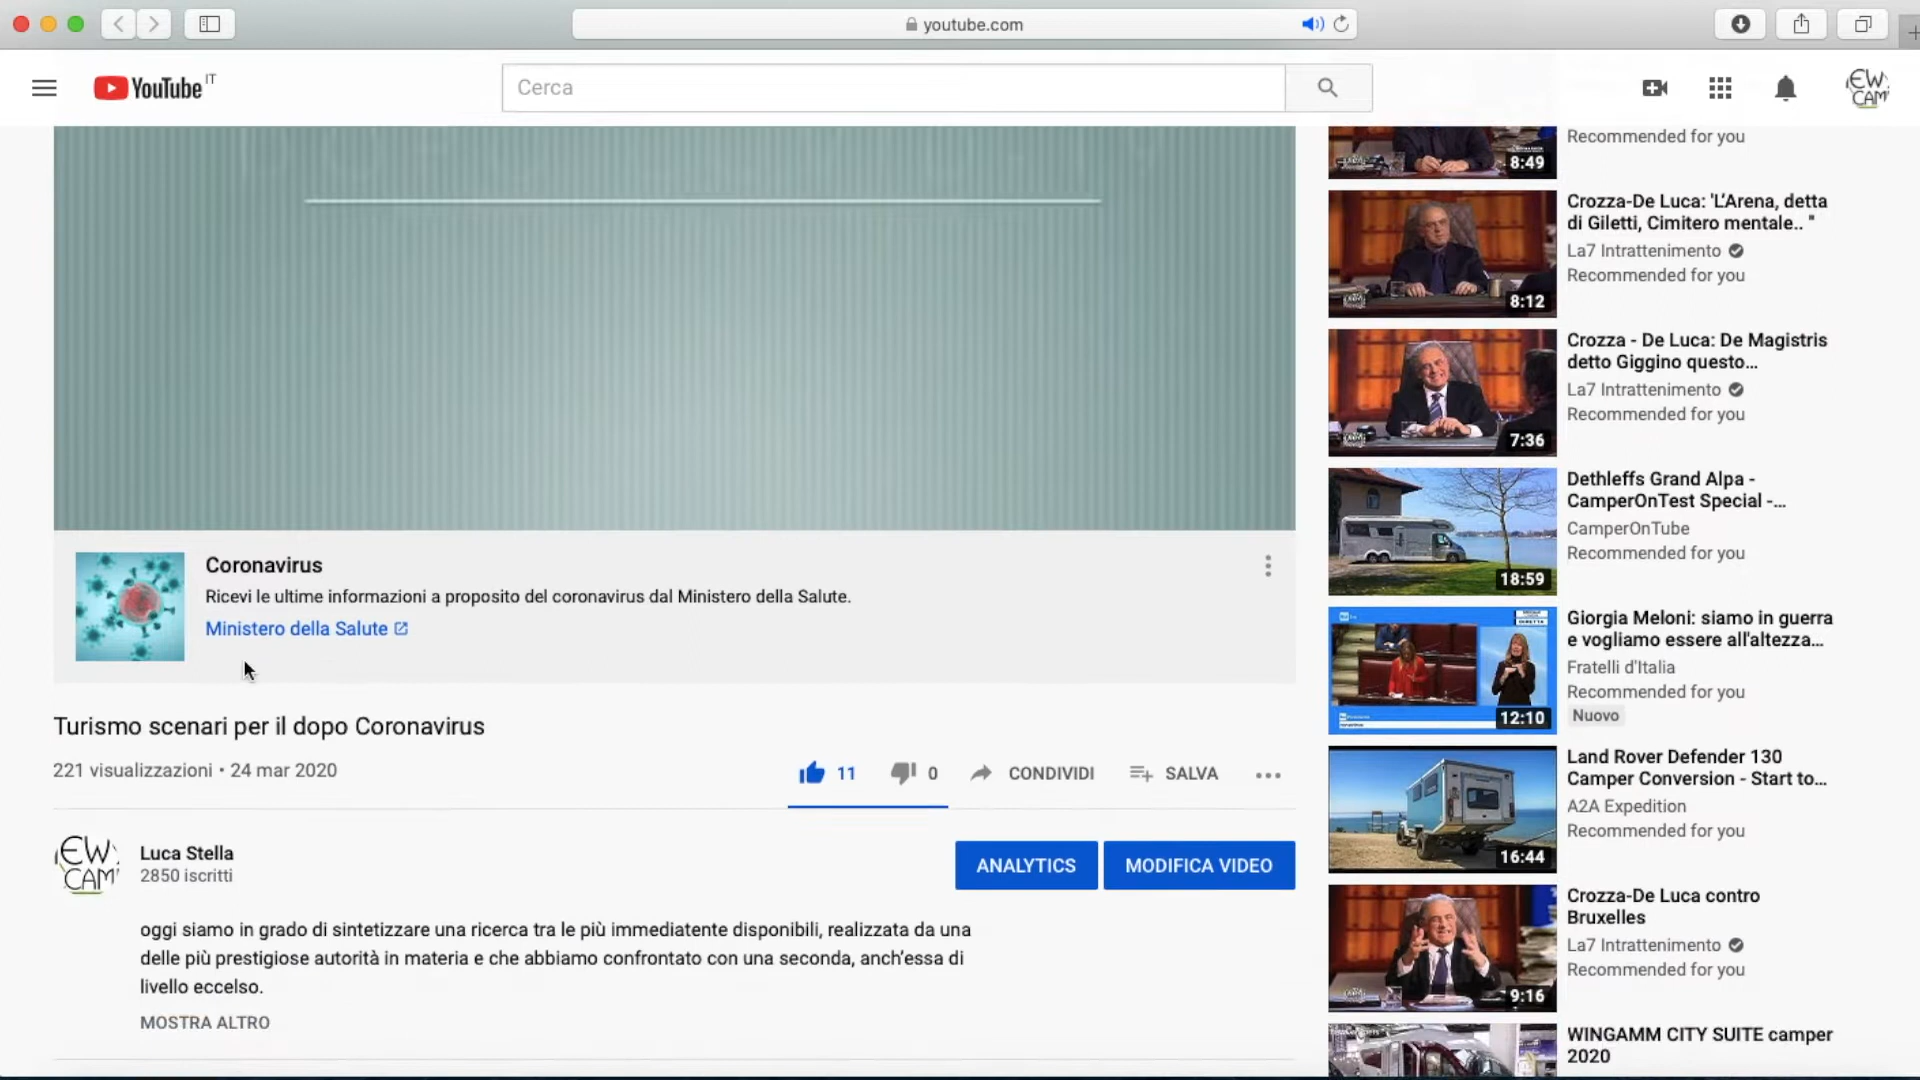 youtube.com
YouTube IT
Cerca
EW
CAM
Coronavirus
Ricevi le ultime informazioni a proposito del coronavirus dal Ministero della Salute.
Ministero della Salute
Turismo scenari per il dopo Coronavirus
221 visualizzazioni • 24 mar 2020
11
0
CONDIVIDI
SALVA
EW
CAM
Luca Stella
2850 iscritti
ANALYTICS
MODIFICA VIDEO
oggi siamo in grado di sintetizzare una ricerca tra le più immediatente disponibili, realizzata da una
delle più prestigiose autorità in materia e che abbiamo confrontato con una seconda, anch’essa di
livello eccelso.
MOSTRA ALTRO
8:49
Recommended for you
8:12
Crozza-De Luca: 'L’Arena, detta
di Giletti, Cimitero mentale.. "
La7 Intrattenimento
Recommended for you
7:36
Crozza - De Luca: De Magistris
detto Giggino questo...
La7 Intrattenimento
Recommended for you
18:59
Dethleffs Grand Alpa -
CamperOnTest Special -...
CamperOnTube
Recommended for you
12:10
Giorgia Meloni: siamo in guerra
e vogliamo essere all'altezza...
Fratelli d'Italia
Recommended for you
Nuovo
16:44
Land Rover Defender 130
Camper Conversion - Start to...
A2A Expedition
Recommended for you
9:16
Crozza-De Luca contro
Bruxelles
La7 Intrattenimento
Recommended for you
WINGAMM CITY SUITE camper
2020